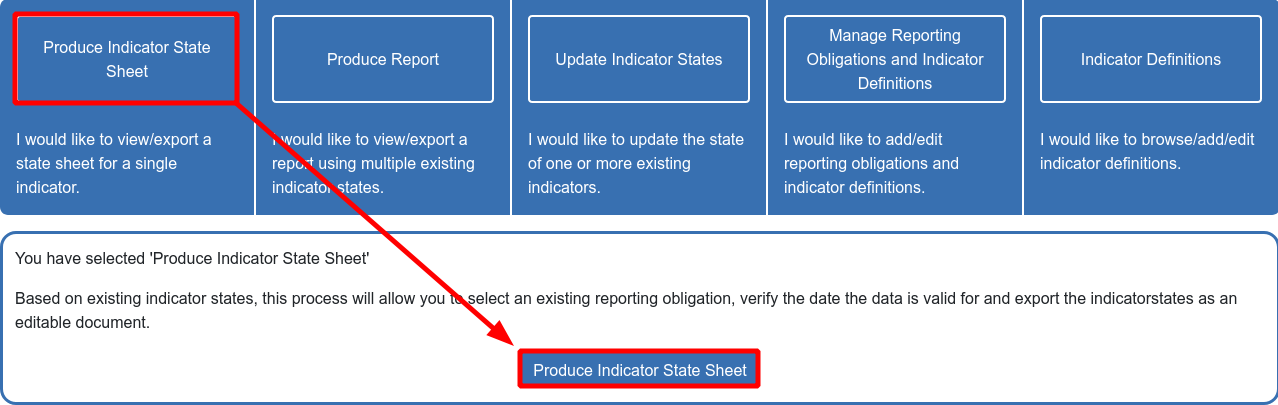 Produce Indicator State
Sheet
Produce Report
Update Indicator States
Manage Reporting
Obligations and Indicator
Definitions
Indicator Definitions
I would like to view/export a
state sheet for a single
indicator.
I would like to view/export a
report using multiple existing
indicator states.
I would like to update the state
of one or more existing
indicators.
I would like to add/edit
reporting obligations and
indicator definitions.
I would like to browse/add/edit
indicator definitions.
You have selected 'Produce Indicator State Sheet'
Based on existing indicator states, this process will allow you to select an existing reporting obligation, verify the date the data is valid for and export the indicatorstates as an
editable document.
Produce Indicator State Sheet